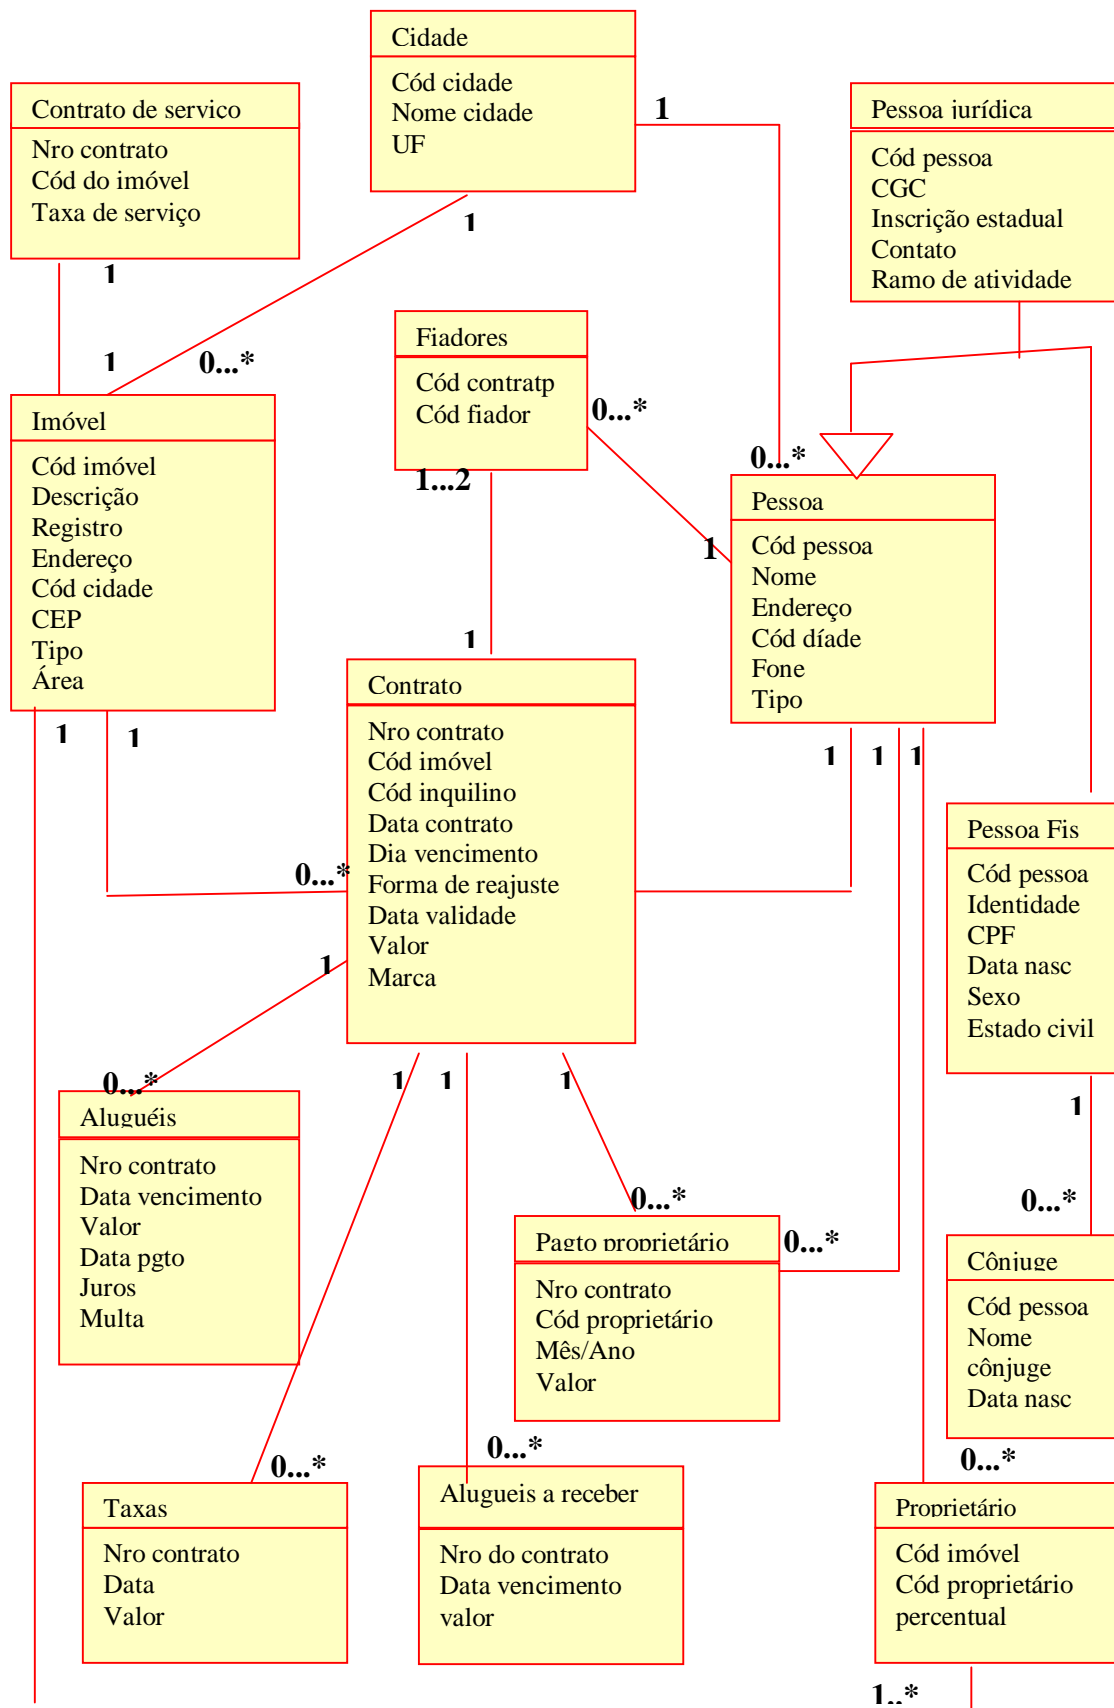 Cidade
Cód cidade
Nome cidade
UF
1
1
Contrato de servico
Nro contrato
Cód do imóvel
Taxa de serviço
1
Pessoa jurídica
Cód pessoa
CGC
Inscrição estadual
Contato
Ramo de atividade
1
0...*
Fiadores
Cód contratp
Cód fiador
0...*
1...2
Imóvel
Cód imóvel
Descrição
Registro
Endereço
Cód cidade
CEP
Tipo
Área
1
1
0...*
Pessoa
Cód pessoa
Nome
Endereço
Cód díade
Fone
Tipo
1
1
1
1
1
Contrato
Nro contrato
Cód imóvel
Cód inquilino
Data contrato
Dia vencimento
Forma de reajuste
Data validade
Valor
Marca
0...*
1
Pessoa Fis
Cód pessoa
Identidade
CPF
Data nasc
Sexo
Estado civil
1
0...*
1
1
1
Aluguéis
Nro contrato
Data vencimento
Valor
Data pgto
Juros
Multa
0...*
Pagto proprietário
Nro contrato
Cód proprietário
Mês/Ano
Valor
0...*
0...*
Cônjuge
Cód pessoa
Nome
cônjuge
Data nasc
0...*
Taxas
Nro contrato
Data
Valor
0...*
Alugueis a receber
Nro do contrato
Data vencimento
valor
0...*
Proprietário
Cód imóvel
Cód proprietário
percentual
1..*